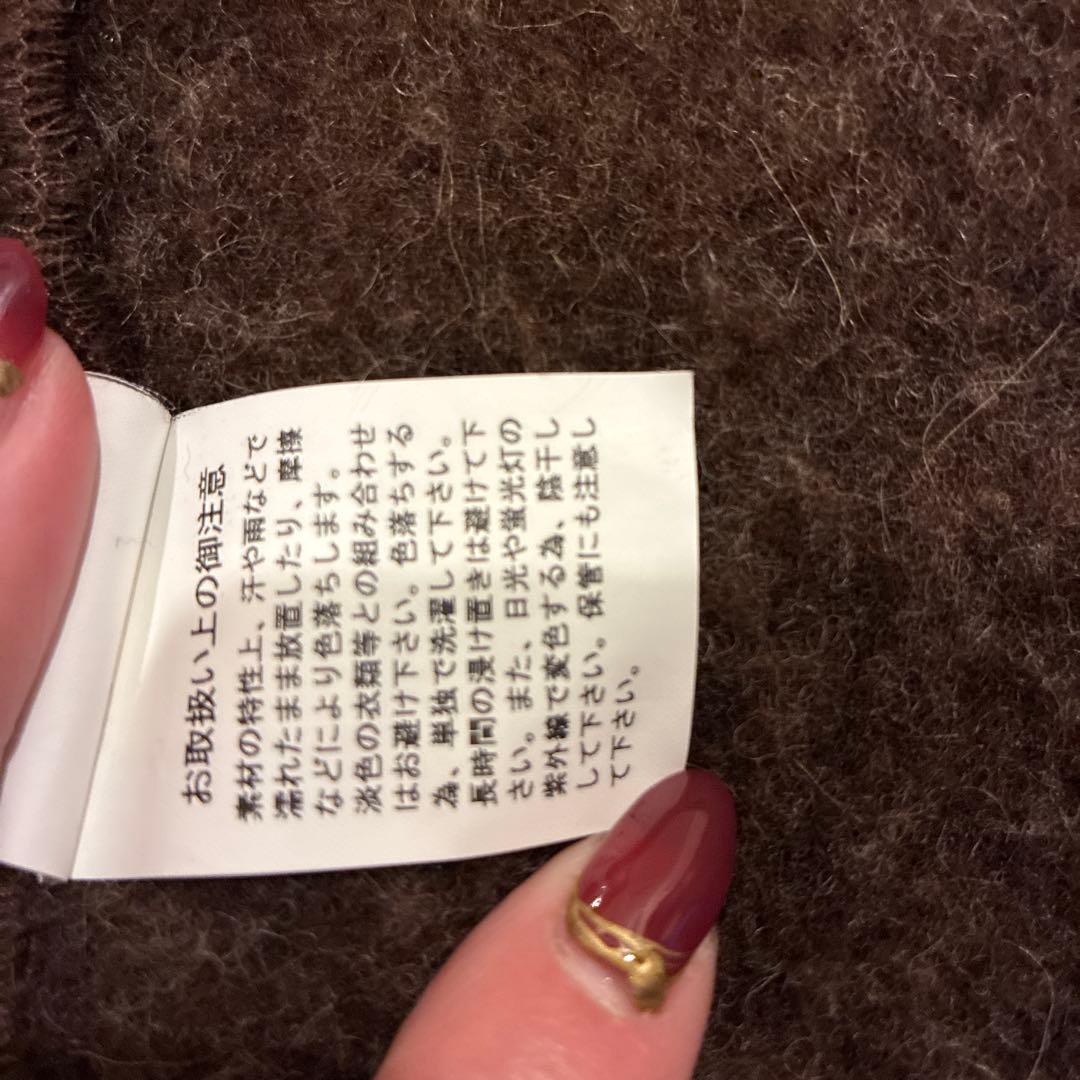 お取扱い上の御注意
素材の特性上、汗や雨などで
濡れたまま放置したり、摩擦
などにより色落ちします。
淡色の衣類等との組み合わせ
はお避け下さい。色落ちする
為、単独で洗濯して下さい。
長時間の浸け置きは避けて下
さい。また、日光や蛍光灯の
紫外線で変色する為、陰干し
して下さい。保管にも注意し
て下さい。